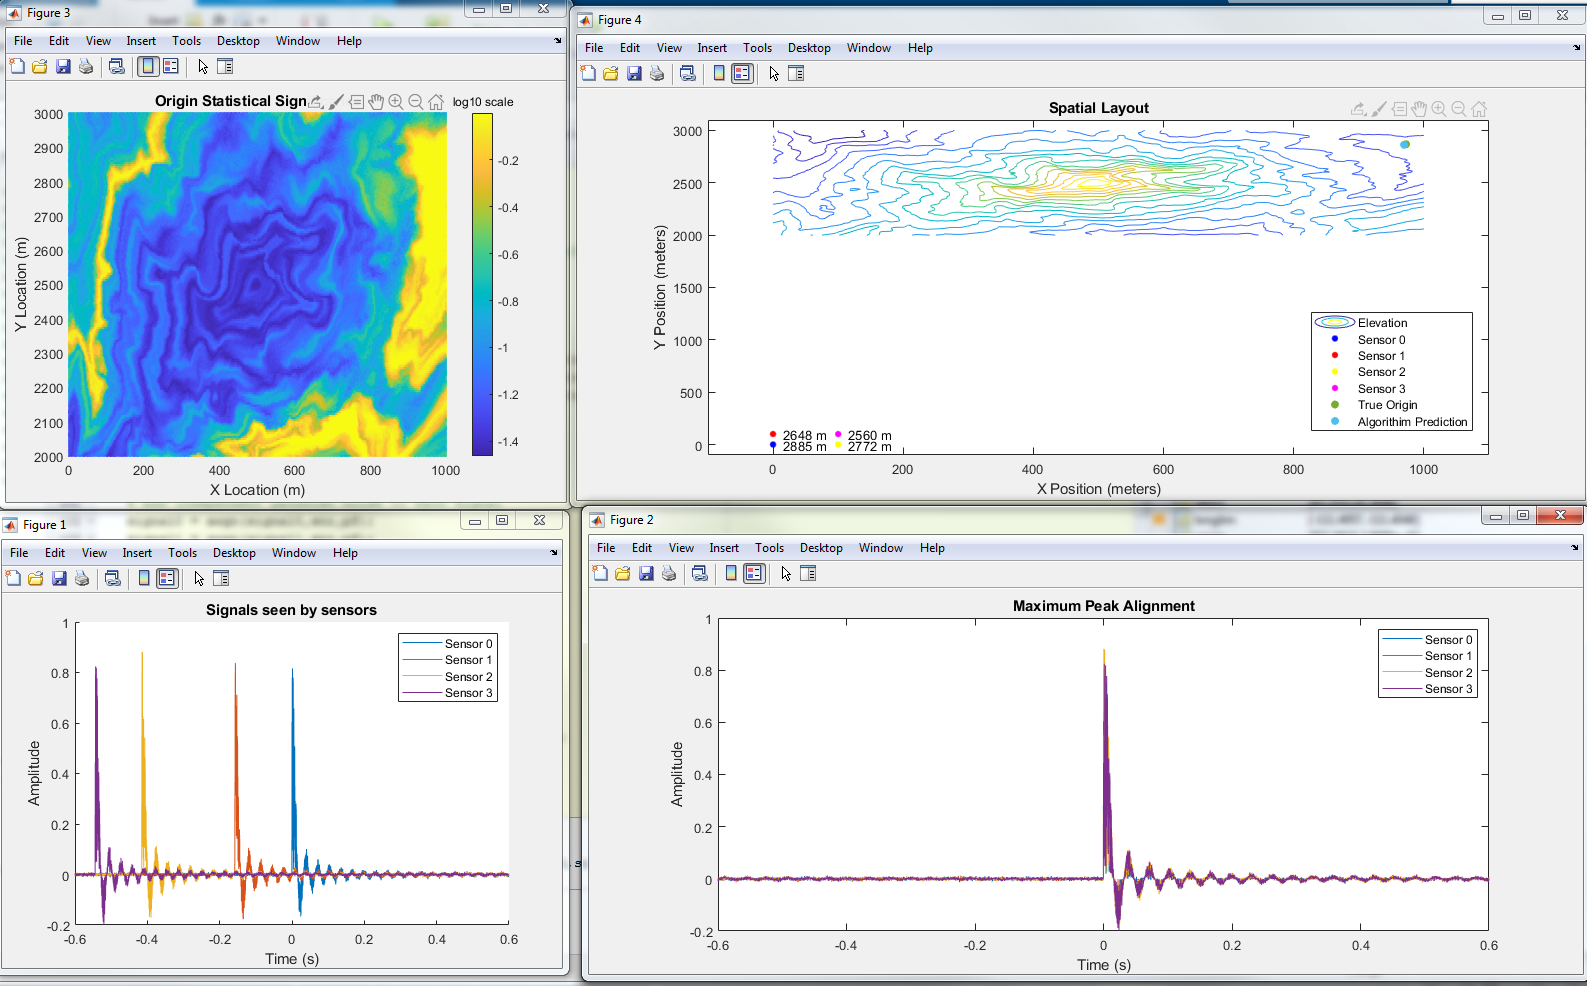 Figure 3
File Edit View Insert Tools Desktop Window Help
Origin Statistical Sign
log10 scale
3000
2900
2800
2700
2600
2500
2400
2300
2200
2100
2000
Y Location (m)
0 200 400 600 800 1000
X Location (m)
-0.2
-0.4
-0.6
-0.8
-1
-1.2
-1.4
Figure 4
File Edit View Insert Tools Desktop Window Help
Spatial Layout
3000
2500
2000
1500
1000
500
0
Y Position (meters)
Elevation
Sensor 0
Sensor 1
Sensor 2
Sensor 3
True Origin
Algorithim Prediction
2648 m 2560 m
2885 m 2772 m
0 200 400 600 800 1000
X Position (meters)
Figure 1
File Edit View Insert Tools Desktop Window Help
Signals seen by sensors
1
0.8
0.6
0.4
0.2
0
-0.2
Amplitude
Sensor 0
Sensor 1
Sensor 2
Sensor 3
-0.6 -0.4 -0.2 0 0.2 0.4 0.6
Time (s)
Figure 2
File Edit View Insert Tools Desktop Window Help
Maximum Peak Alignment
1
0.8
0.6
0.4
0.2
0
-0.2
Amplitude
Sensor 0
Sensor 1
Sensor 2
Sensor 3
-0.6 -0.4 -0.2 0 0.2 0.4 0.6
Time (s)